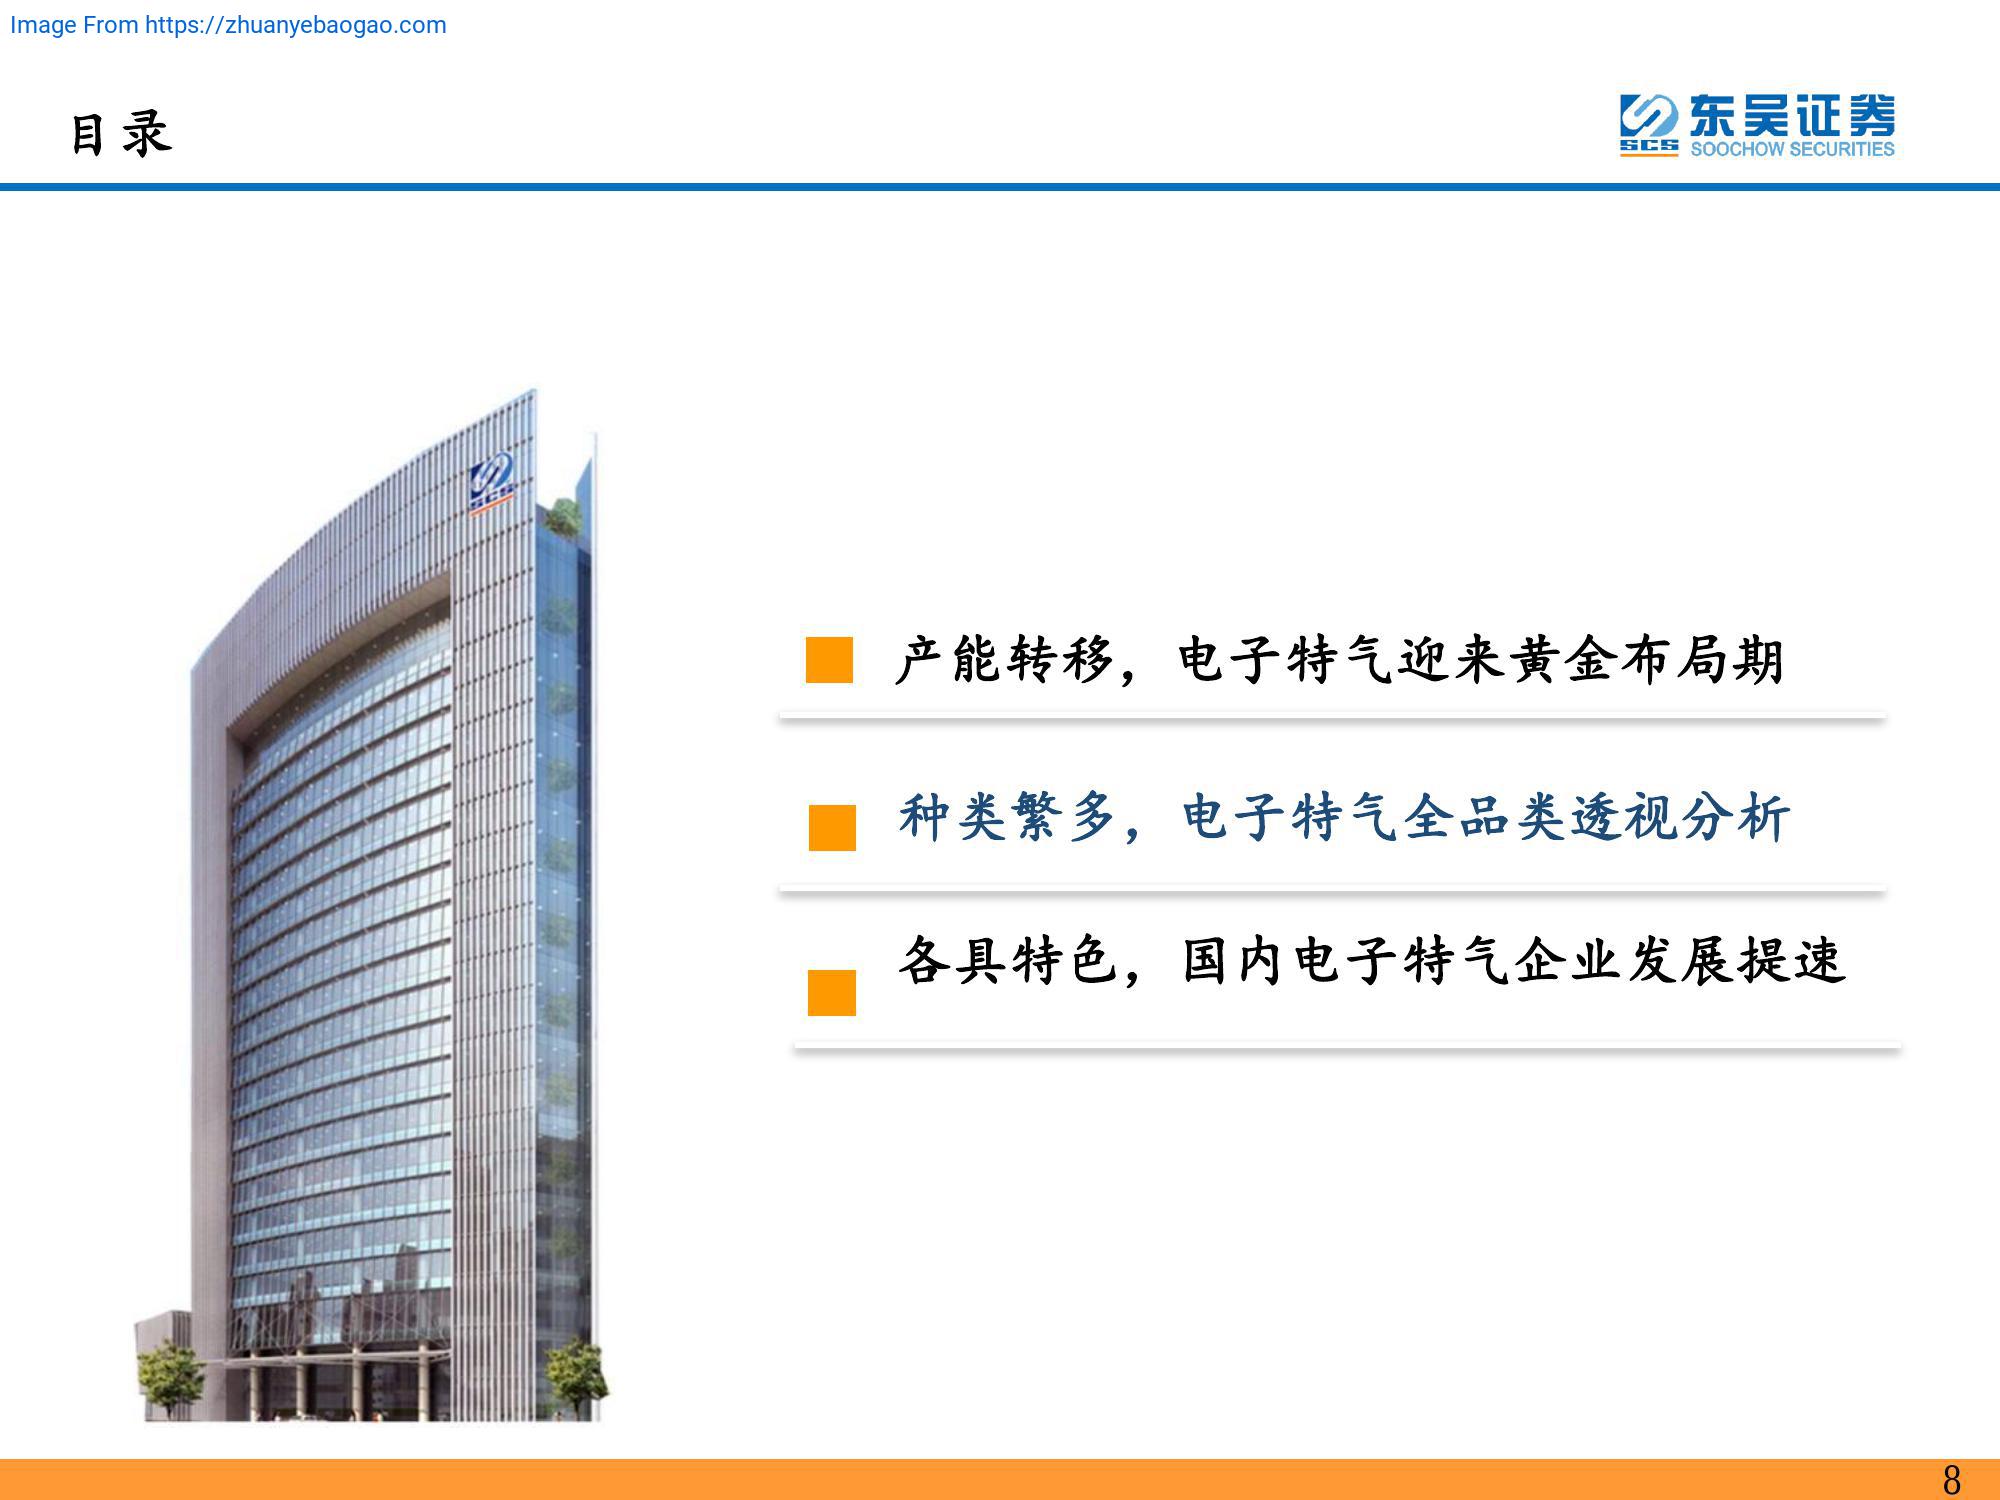 Image From https://zhuanyebaogao.com
目录
东吴证券
SCS
SOOCHOW SECURITIES
SCS
产能转移，电子特气迎来黄金布局期
种类繁多，电子特气全品类透视分析
各具特色，国内电子特气企业发展提速
8